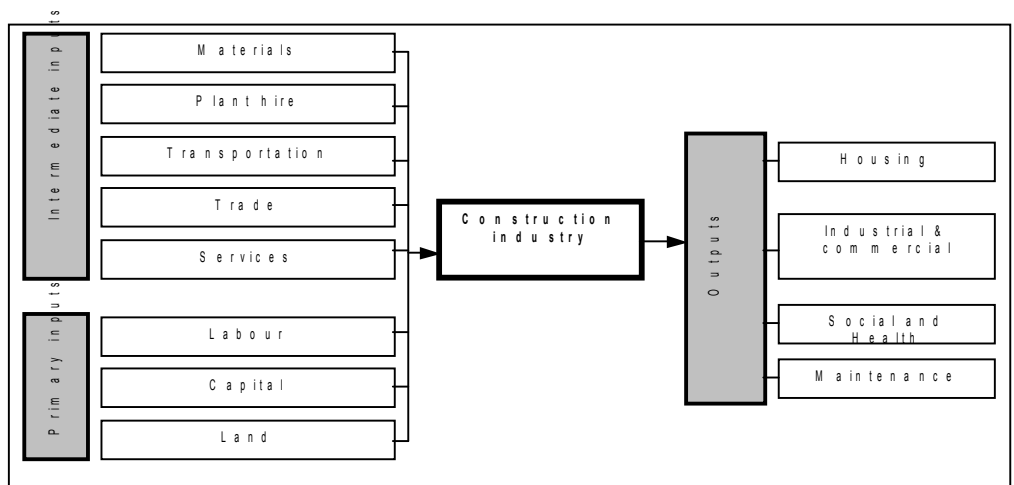 Intermediate inputs
Materials
Plant hire
Transportation
Trade
Services
Primary inputs
Labour
Capital
Land
Construction
industry
Outputs
Housing
Industrial &
commercial
Social and
Health
Maintenance